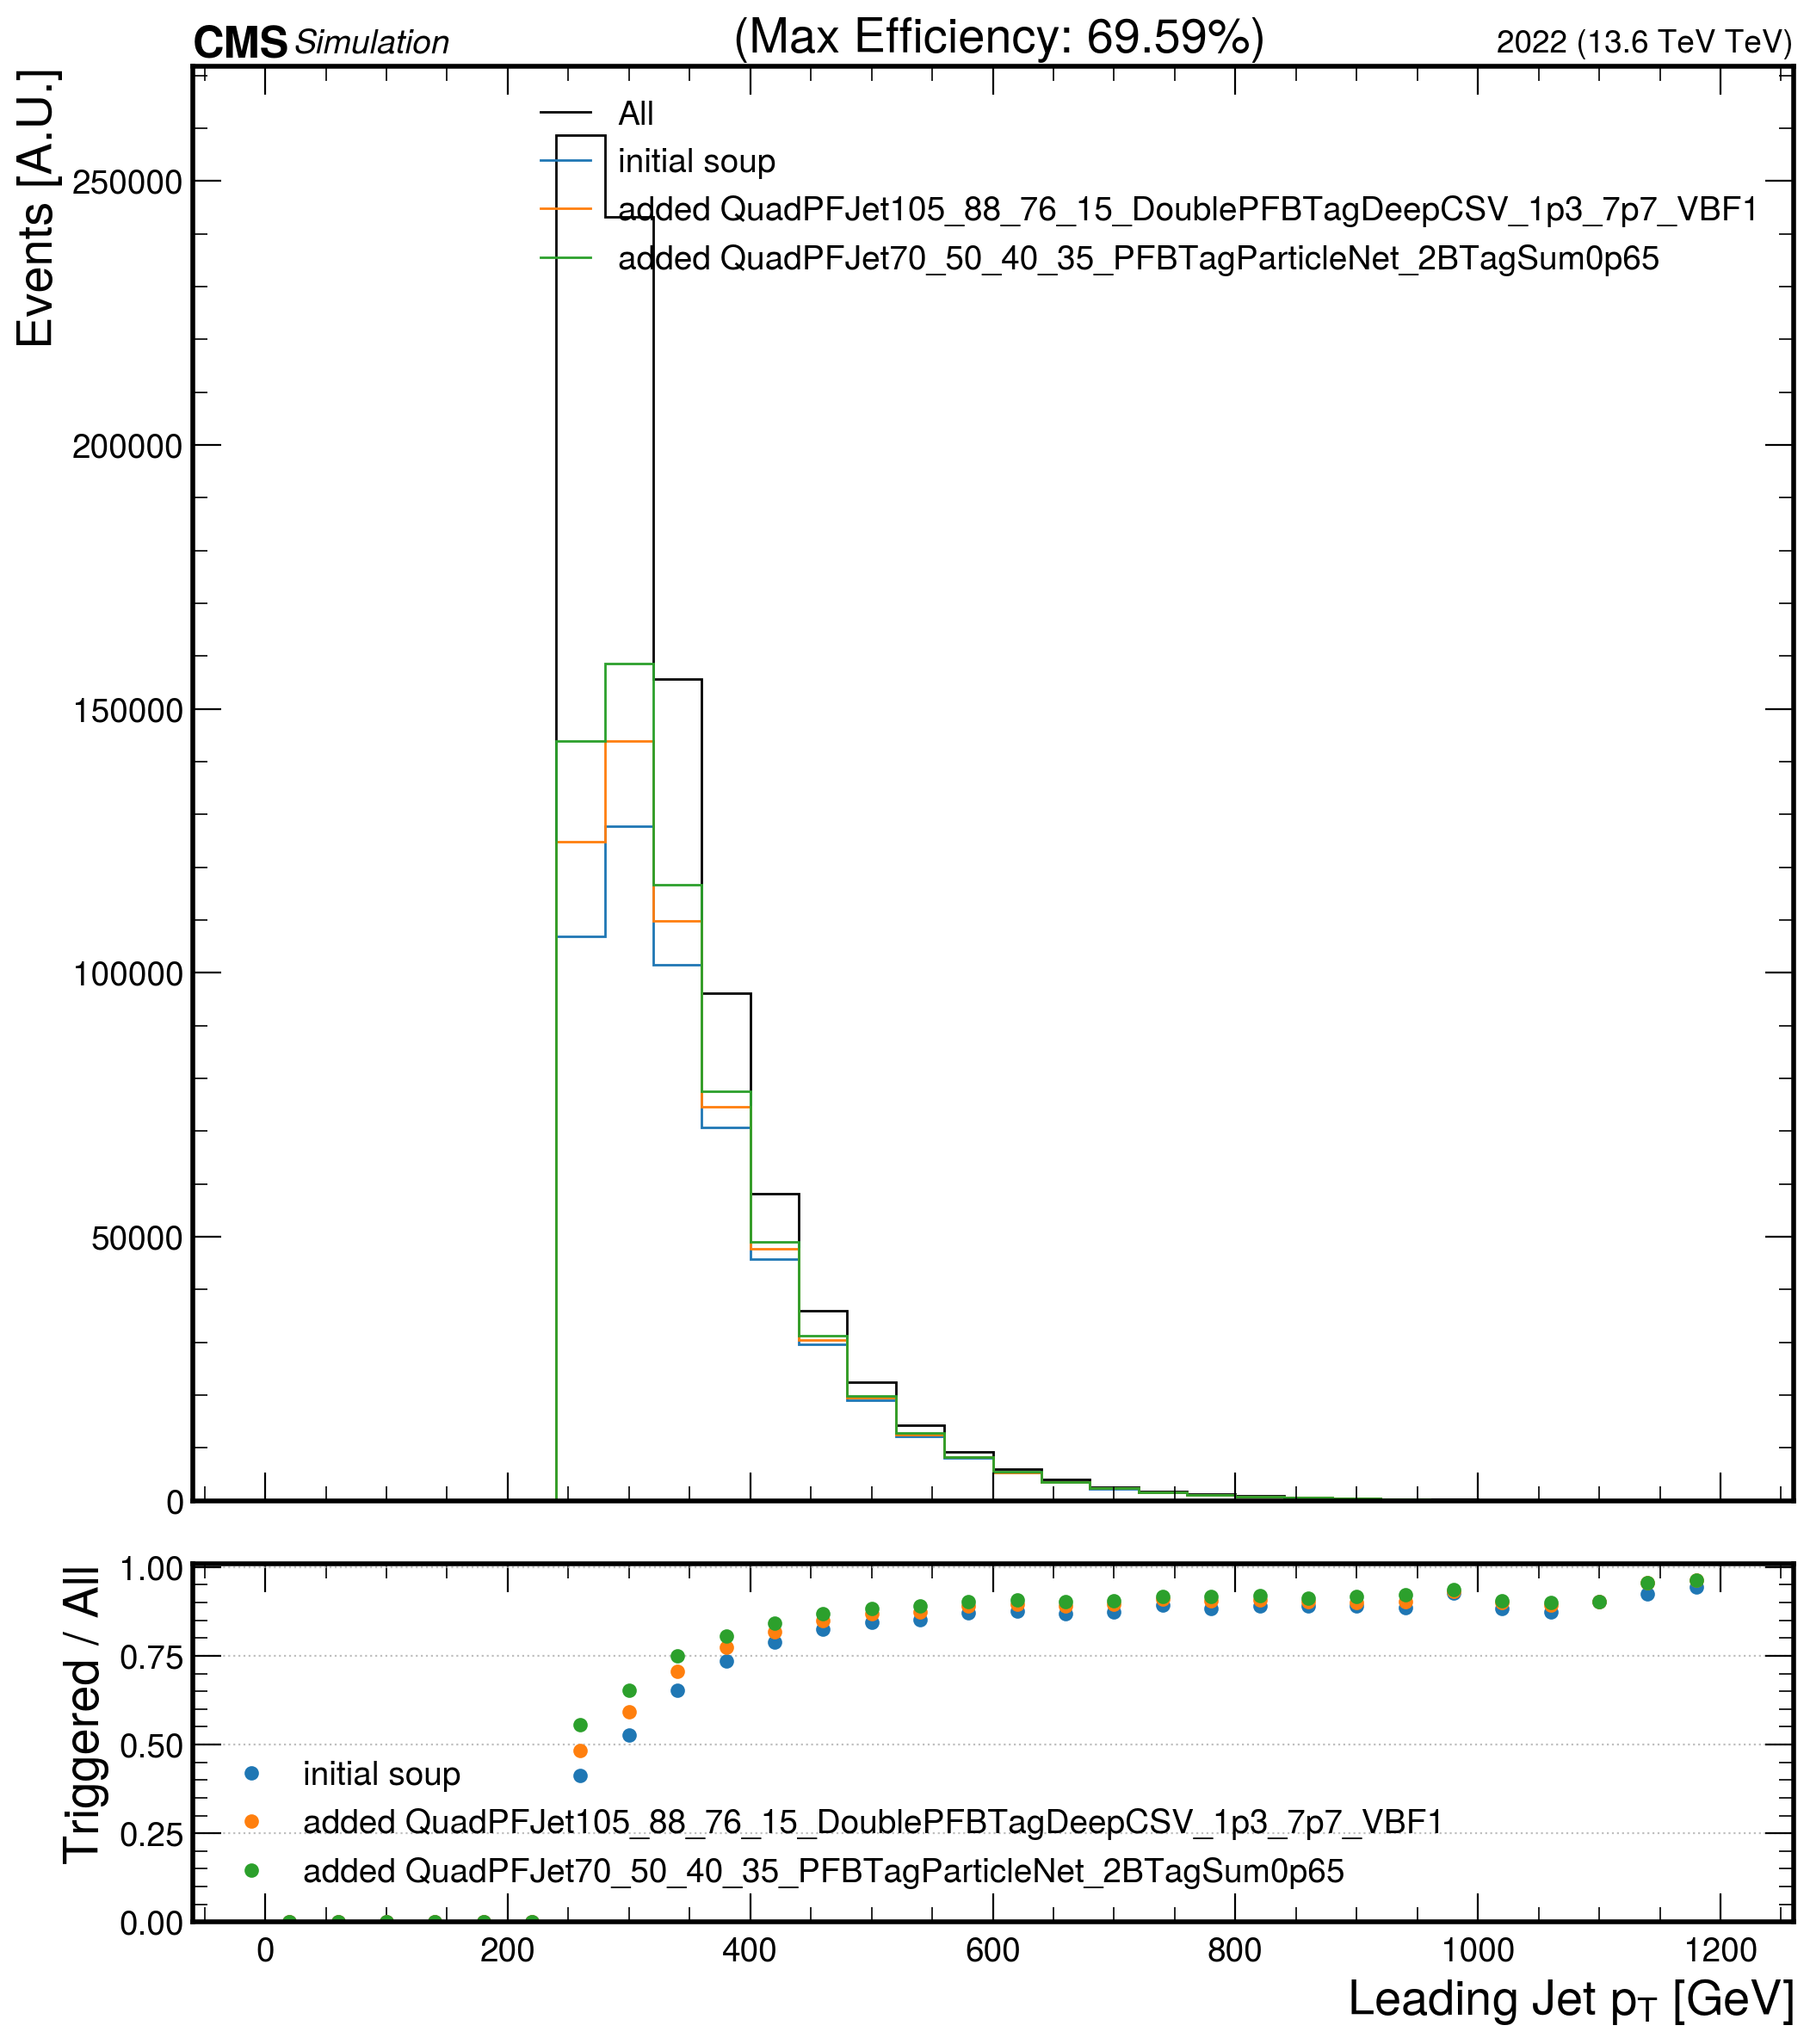 CMS Simulation (Max Efficiency: 69.59%) 2022 (13.6 TeV TeV)
Events [A.U.]
All
initial soup
added QuadPFJet105_88_76_15_DoublePFBTagDeepCSV_1p3_7p7_VBF1
added QuadPFJet70_50_40_35_PFBTagParticleNet_2BTagSum0p65
250000
200000
150000
100000
50000
0
Triggered / All
1.00
0.75
0.50
0.25
0.00
initial soup
added QuadPFJet105_88_76_15_DoublePFBTagDeepCSV_1p3_7p7_VBF1
added QuadPFJet70_50_40_35_PFBTagParticleNet_2BTagSum0p65
0 200 400 600 800 1000 1200
Leading Jet pT [GeV]